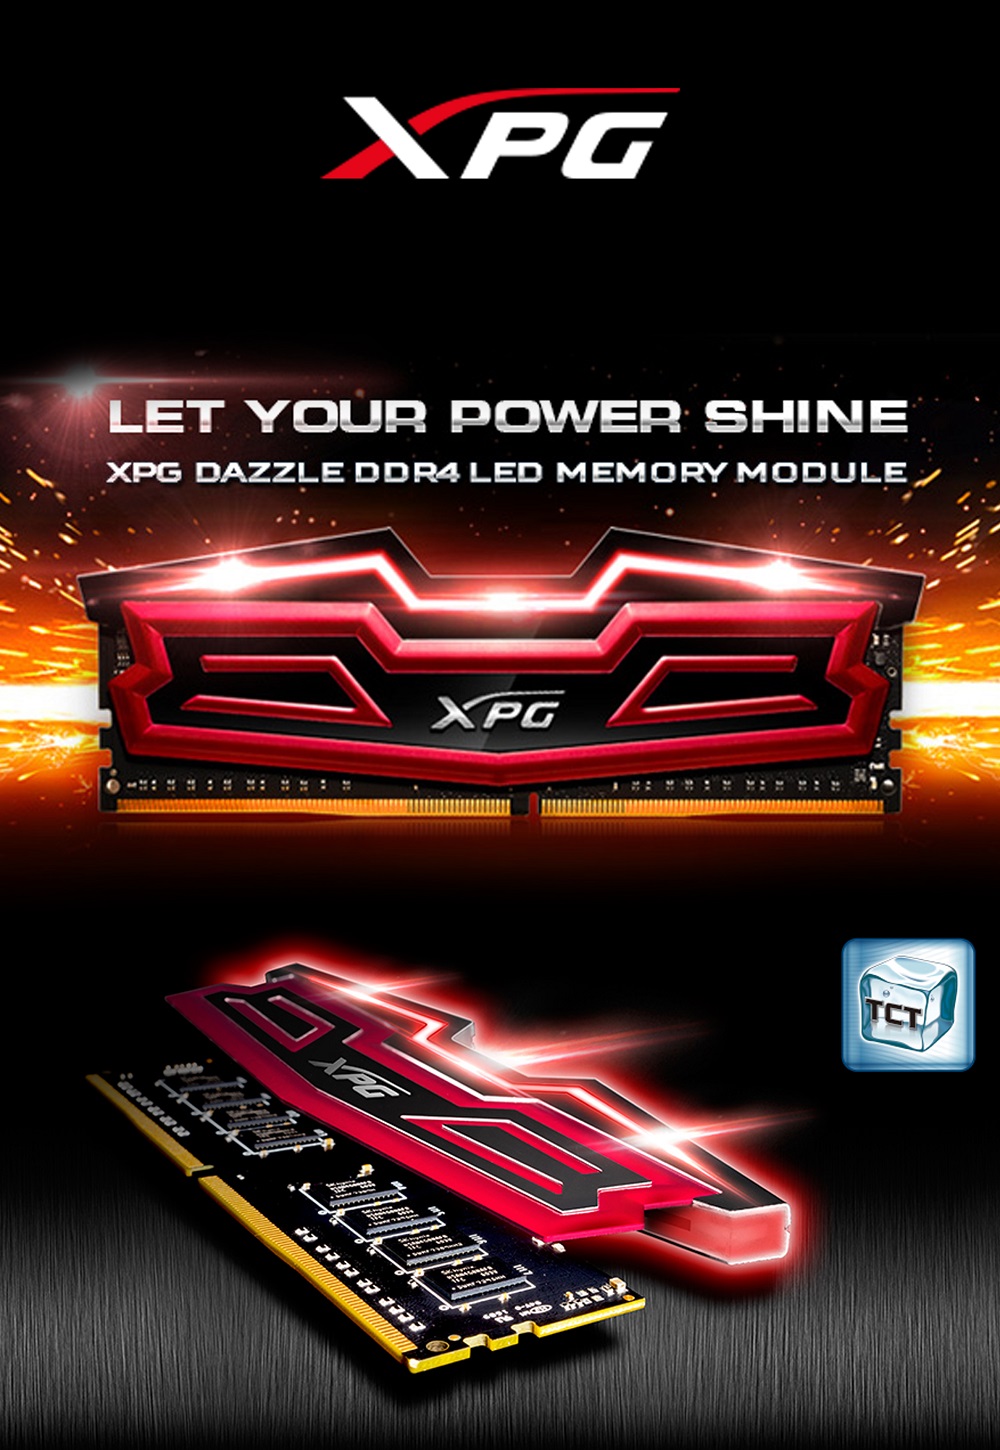 XPG
LET YOUR POWER SHINE
XPG DAZZLE DDR4 LED MEMORY MODULE
XPG
TCT
XPG